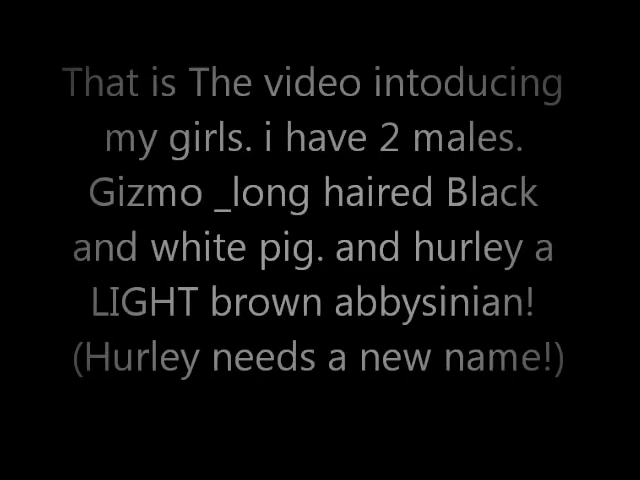 That is The video intoducing
my girls. i have 2 males.
Gizmo _long haired Black
and white pig. and hurley a
LIGHT brown abbysinian!
(Hurley needs a new name!)